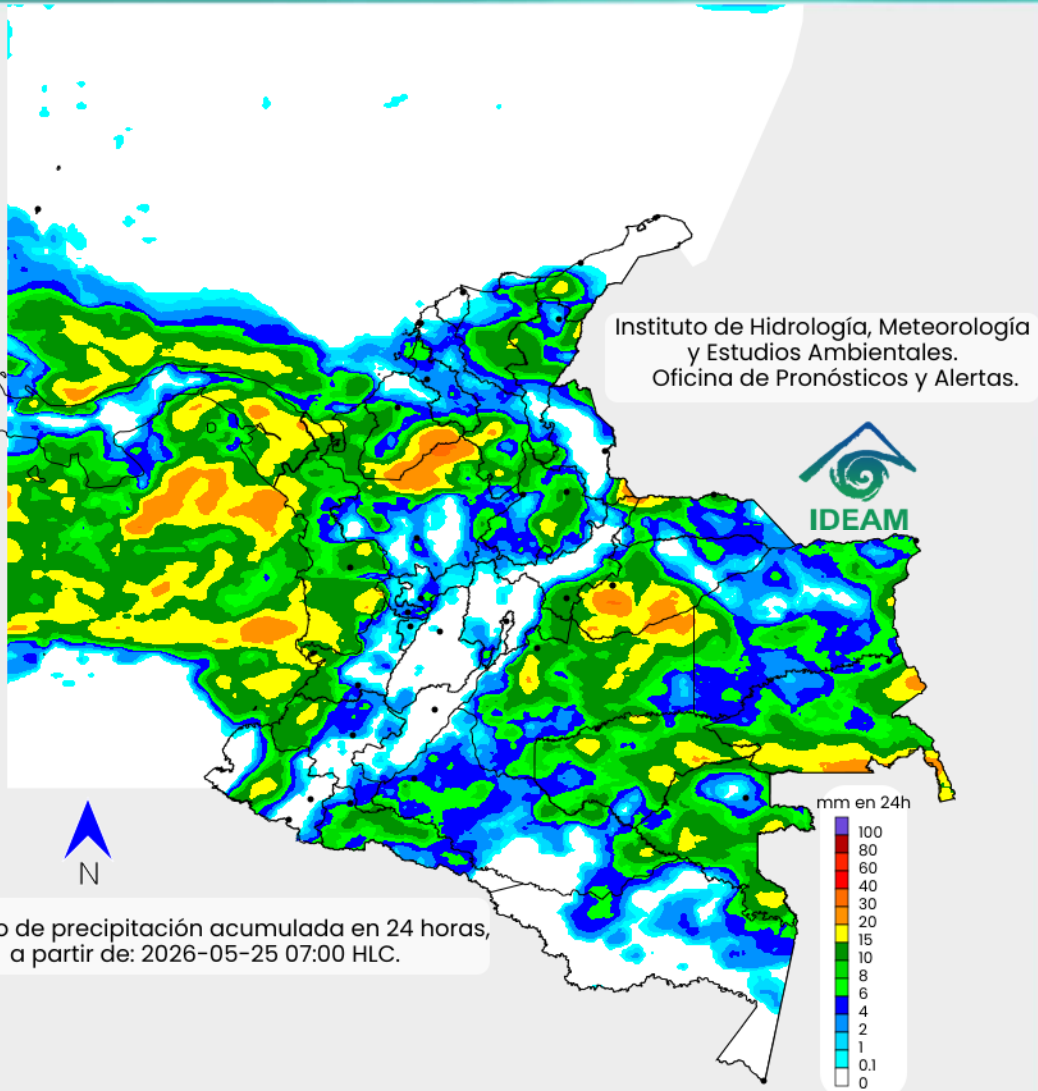 Instituto de Hidrología, Meteorología
y Estudios Ambientales.
Oficina de Pronósticos y Alertas.
IDEAM
N
o de precipitación acumulada en 24 horas,
a partir de: 2026-05-25 07:00 HLC.
mm en 24h
100
80
60
40
30
20
15
10
8
6
4
2
1
0.1
0